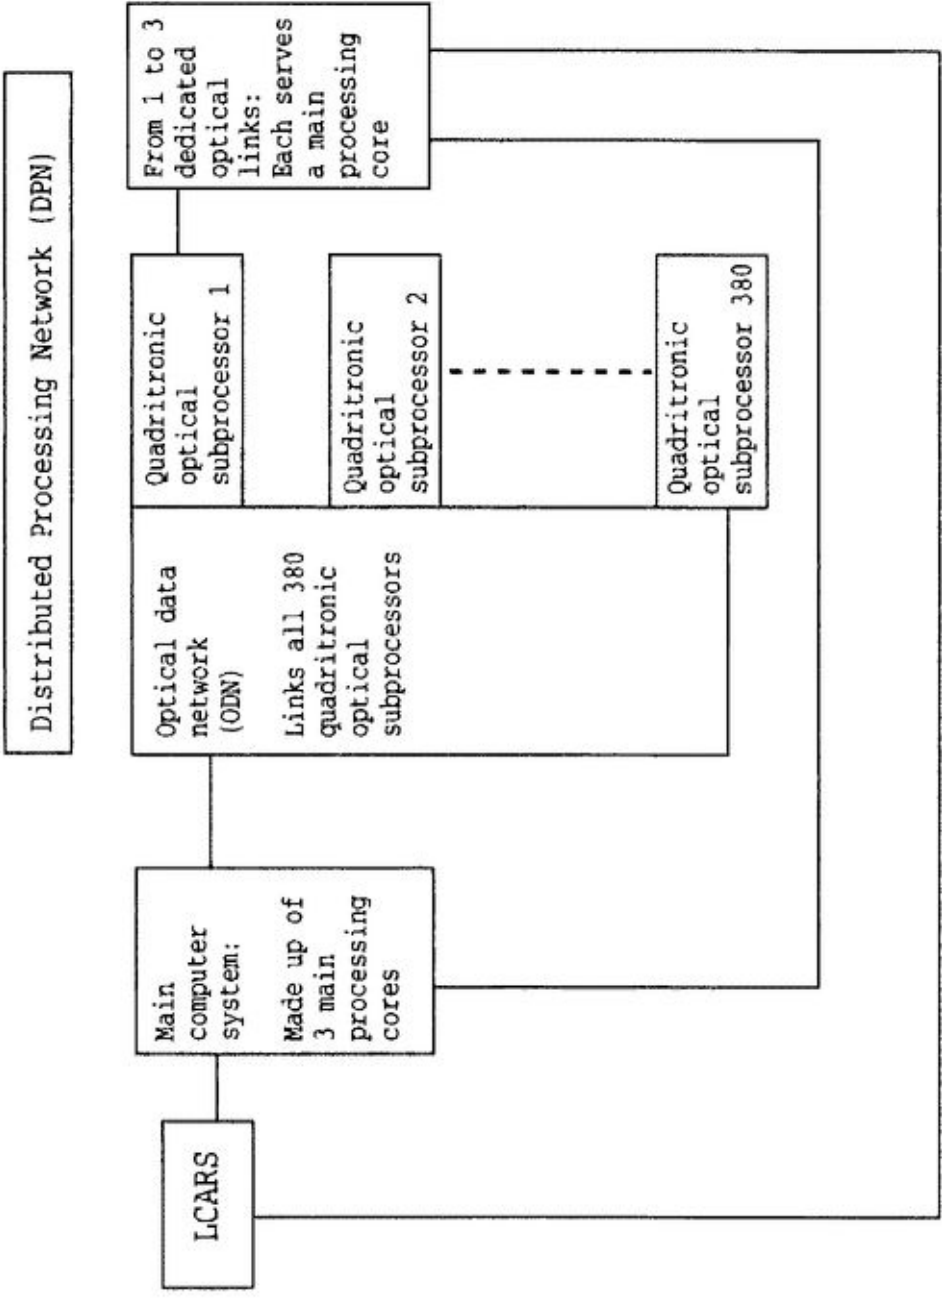 Distributed Processing Network (DPN)
LCARS
Main
computer
system:
Made up of
3 main
processing
cores
Optical data
network
(ODN)
Links all 380
quadritronic
optical
subprocessors
Quadritronic
optical
subprocessor 1
Quadritronic
optical
subprocessor 2
Quadritronic
optical
subprocessor 380
From 1 to 3
dedicated
optical
links:
Each serves
a main
processing
core